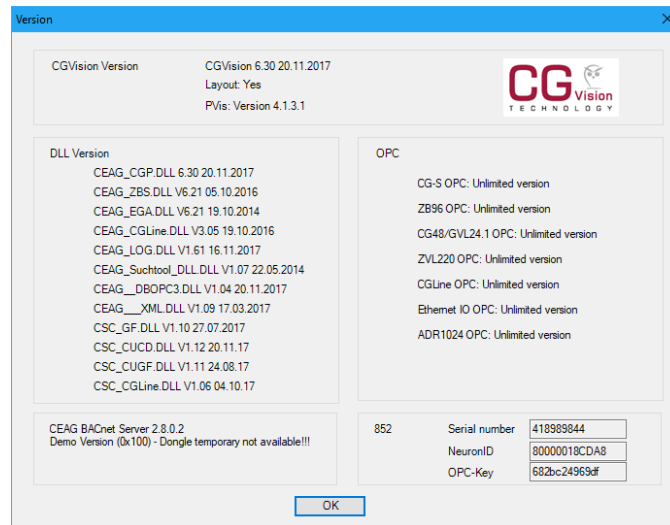 Version
CGVision Version
CGVision 6.30 20.11.2017
Layout: Yes
PVis: Version 4.1.3.1
CG Vision
TECHNOLOGY
DLL Version
CEAG_CGP.DLL 6.30 20.11.2017
CEAG_ZBS.DLL V6.21 05.10.2016
CEAG_EGA.DLL V6.21 19.10.2014
CEAG_CGLine.DLL V3.05 19.10.2016
CEAG_LOG.DLL V1.61 16.11.2017
CEAG_Suchtool_DLL.DLL V1.07 22.05.2014
CEAG__DBOPC3.DLL V1.04 20.11.2017
CEAG___XML.DLL V1.09 17.03.2017
CSC_GF.DLL V1.10 27.07.2017
CSC_CUCD.DLL V1.12 20.11.17
CSC_CUGF.DLL V1.11 24.08.17
CSC_CGLine.DLL V1.06 04.10.17
OPC
CG-S OPC: Unlimited version
ZB96 OPC: Unlimited version
CG48/GVL24.1 OPC: Unlimited version
ZVL220 OPC: Unlimited version
CGLine OPC: Unlimited version
Ethernet IO OPC: Unlimited version
ADR1024 OPC: Unlimited version
CEAG BACnet Server 2.8.0.2
Demo Version (0x100) - Dongle temporary not available!!!
852
Serial number 418989844
NeuronID 80000018CDA8
OPC-Key 682bc24969df
OK